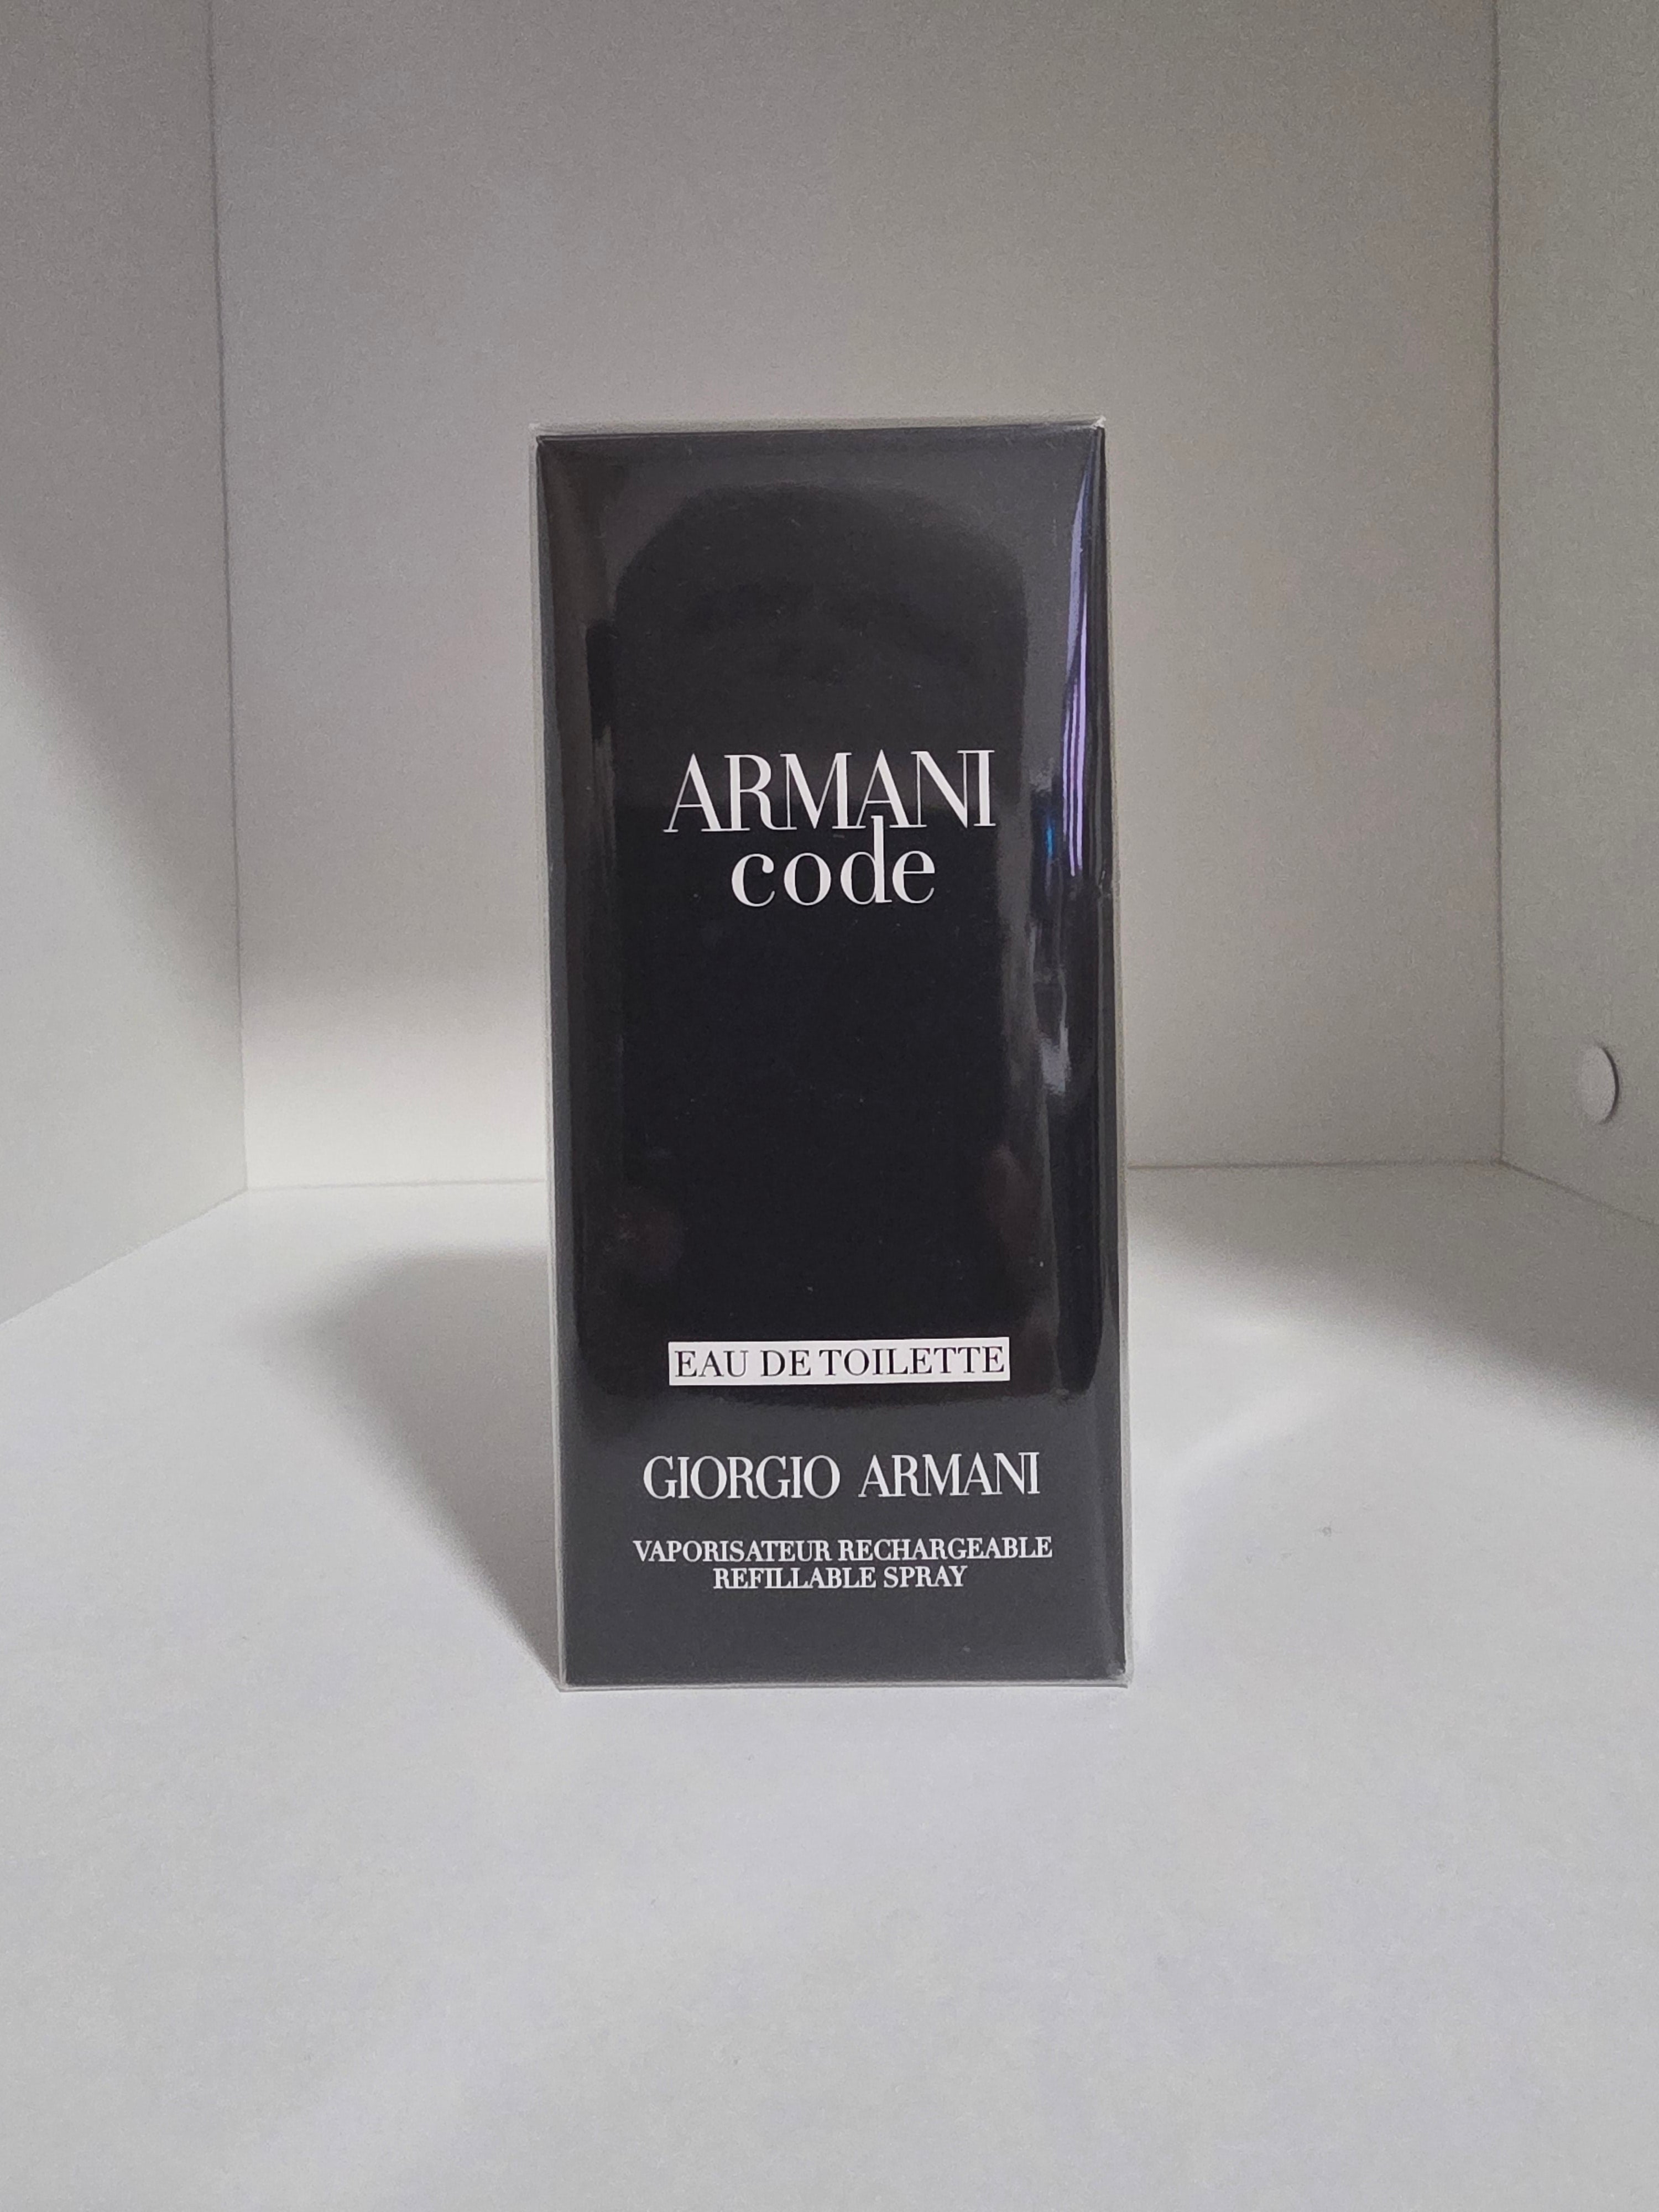 ARMANI
code
EAU DE TOILETTE
GIORGIO ARMANI
VAPORISATEUR RECHARGEABLE
REFILLABLE SPRAY